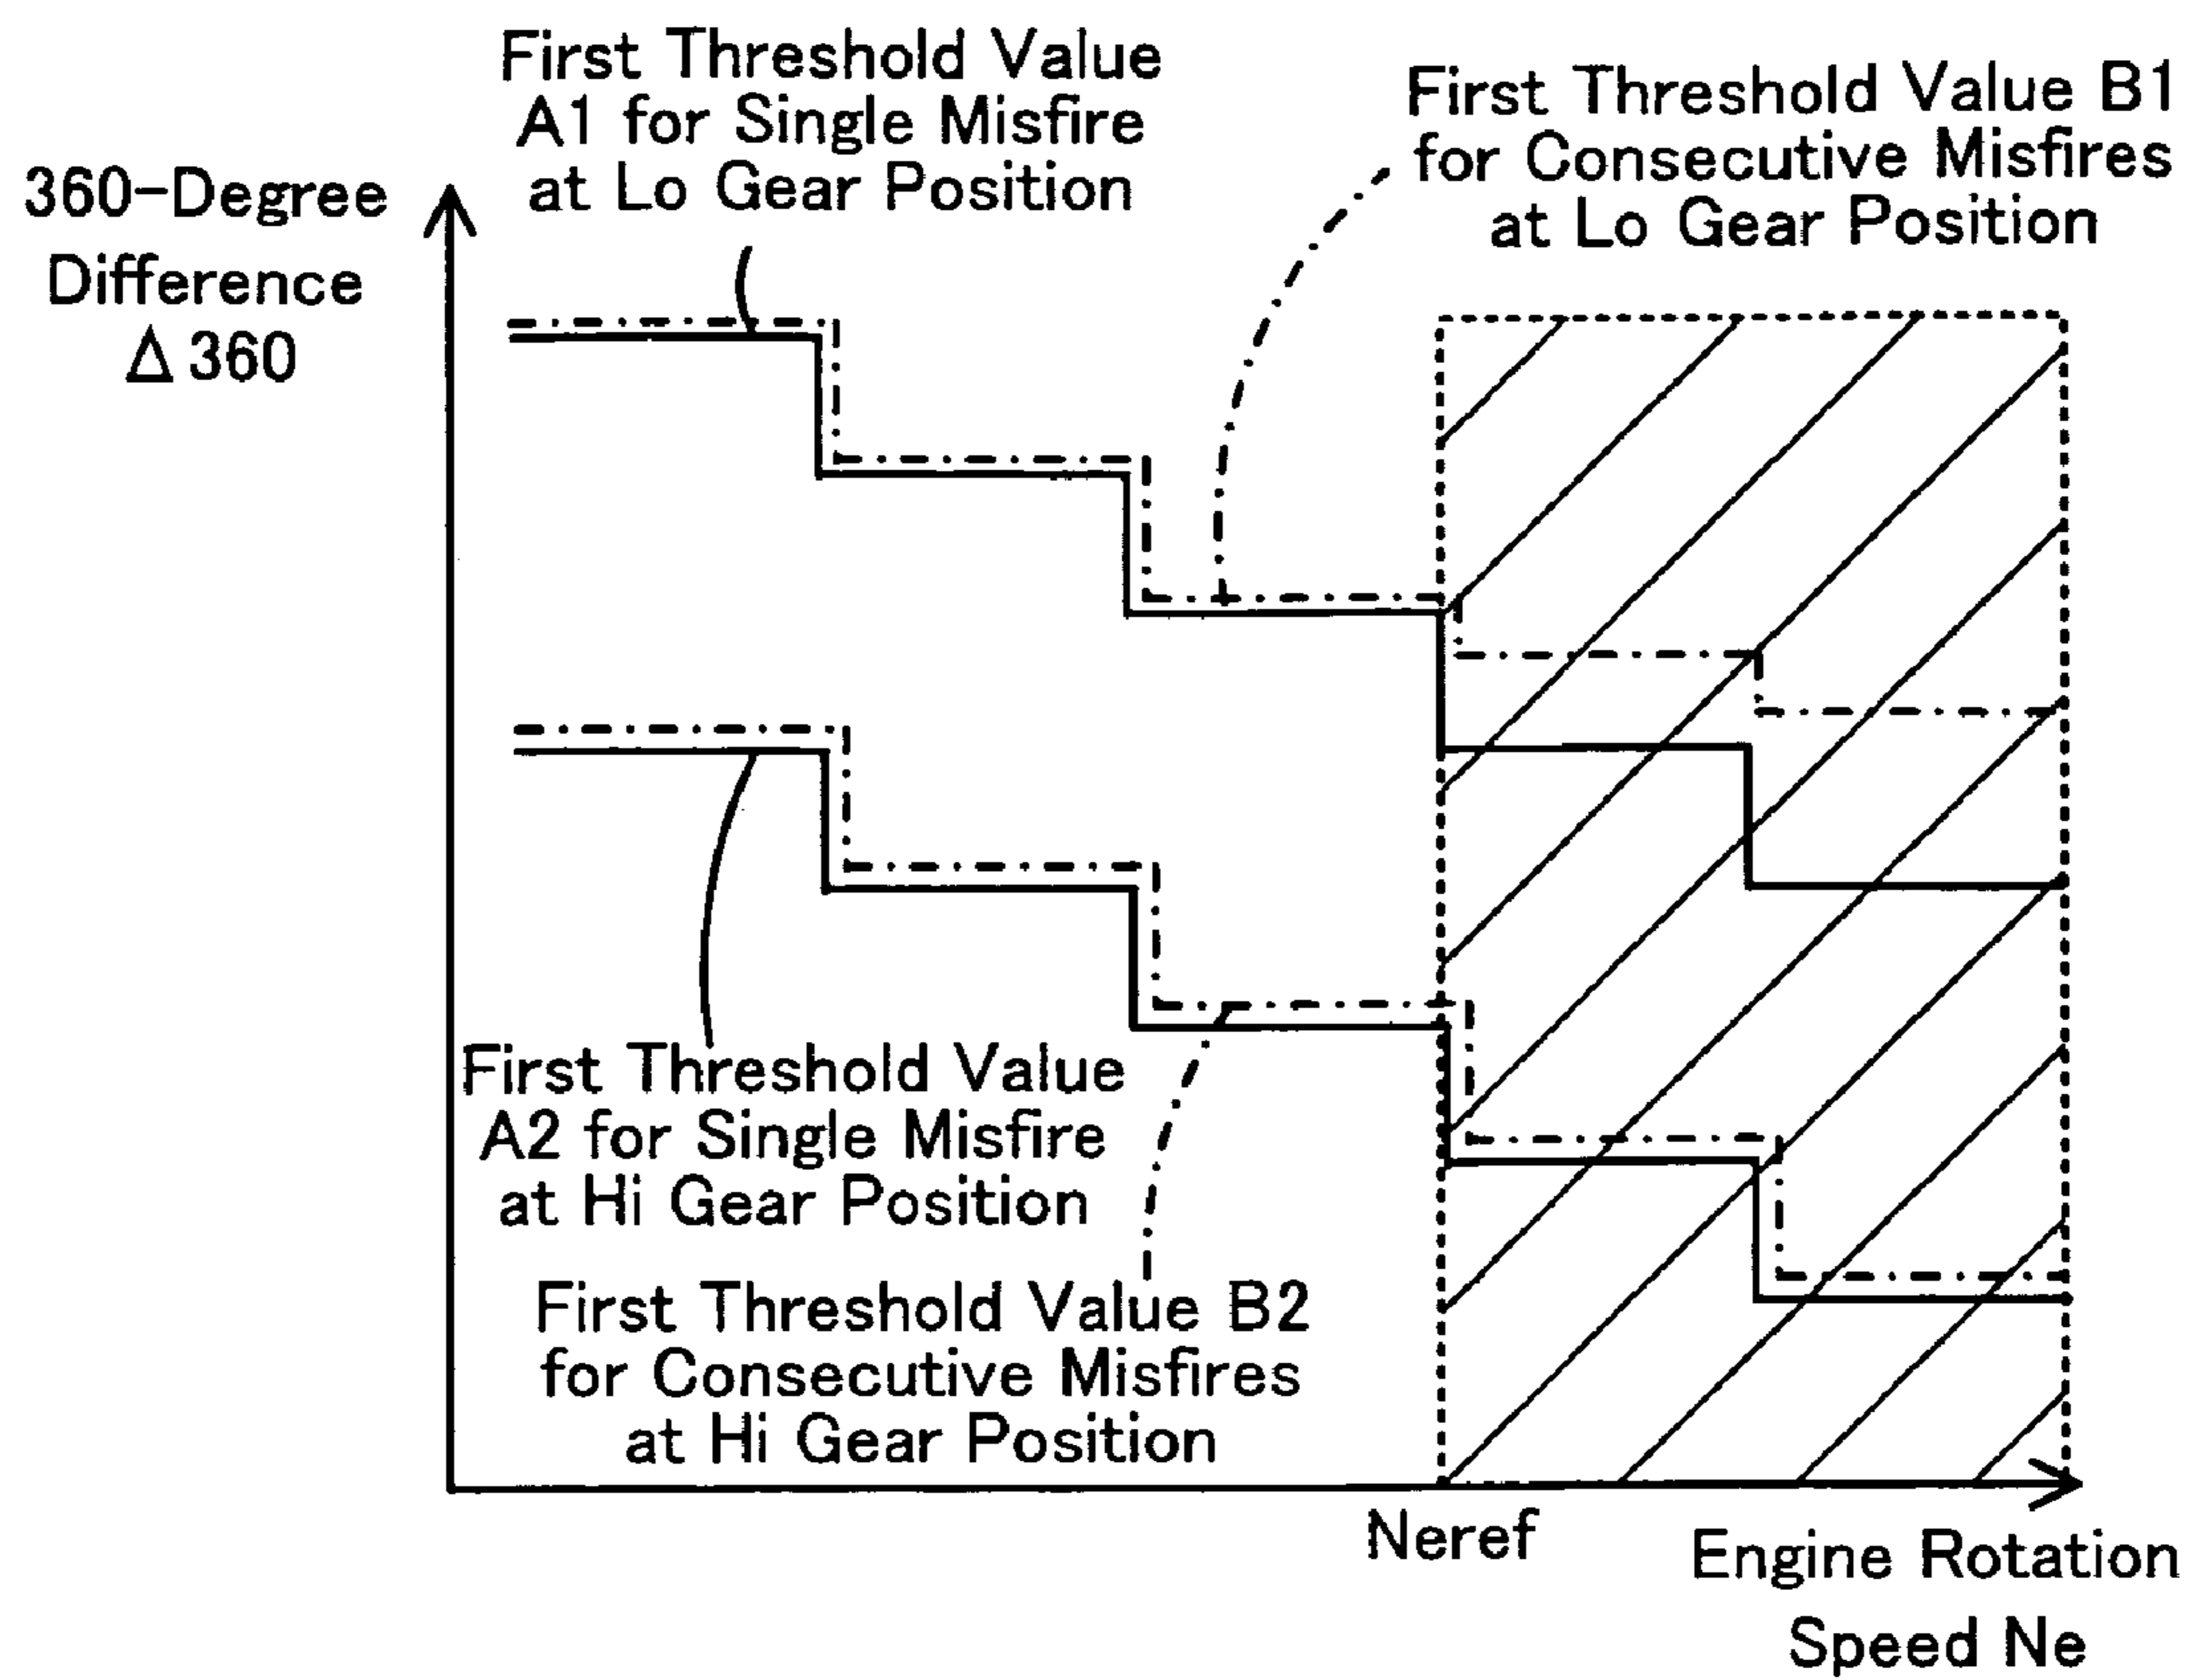 First Threshold Value
A1 for Single Misfire
at Lo Gear Position
First Threshold Value B1
for Consecutive Misfires
at Lo Gear Position
360-Degree
Difference
Δ 360
First Threshold Value
A2 for Single Misfire
at Hi Gear Position
First Threshold Value B2
for Consecutive Misfires
at Hi Gear Position
Neref
Engine Rotation
Speed Ne